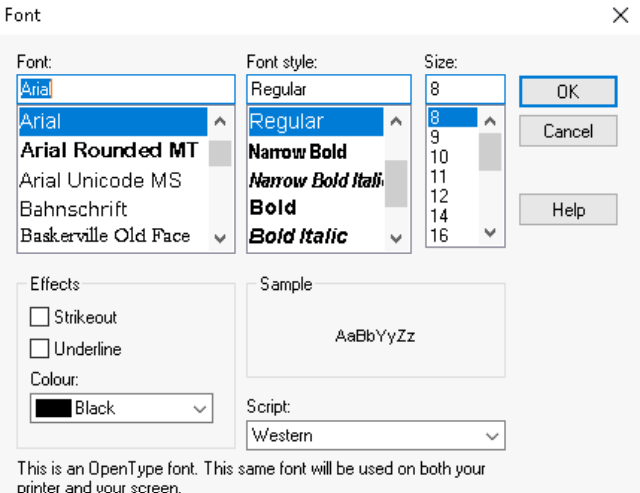 Font
Font: Font style: Size:
Arial Regular 8 OK
Arial Regular 8
Arial Rounded MT Narrow Bold 9 Cancel
Arial Unicode MS Narrow Bold Itali 10
Bahnschrift Bold 11
Baskerville Old Face Bold Italic 12
14 Help
16
Effects Sample
Strikeout
Underline AaBbYyZz
Colour:
Black
Script:
Western
This is an OpenType font. This same font will be used on both your
printer and your screen.